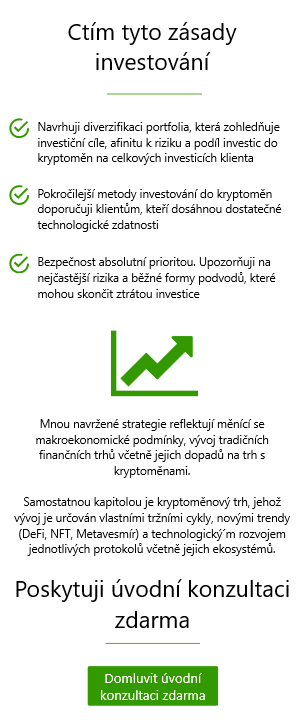 Ctím tyto zásady
investování
Navrhuji diverzifikaci portfolia, která zohledňuje
investiční cíle, afinitu k riziku a podíl investic do
kryptoměn na celkových investicích klienta
Pokročilejší metody investování do kryptoměn
doporučuji klientům, kteří dosáhnou dostatečné
technologické zdatnosti
Bezpečnost absolutní prioritou. Upozorňuji na
nejčastější rizika a běžné formy podvodů, které
mohou skončit ztrátou investice
Mnou navržené strategie reflektují měnící se
makroekonomické podmínky, vývoj tradičních
finančních trhů včetně jejich dopadů na trh s
kryptoměnami.
Samostatnou kapitolou je kryptoměnový trh, jehož
vývoj je určován vlastními tržními cykly, novými trendy
(DeFi, NFT, Metavesmír) a technologický´m rozvojem
jednotlivých protokolů včetně jejich ekosystémů.
Poskytuji úvodní konzultaci
zdarma
Domluvit úvodní
konzultaci zdarma